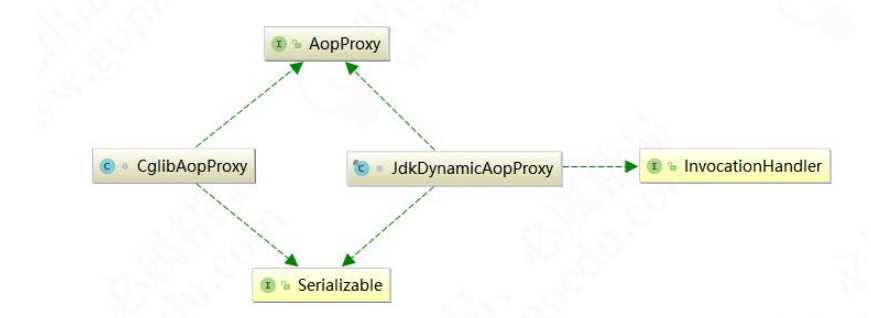 AopProxy
CglibAopProxy
JdkDynamicAopProxy
InvocationHandler
Serializable